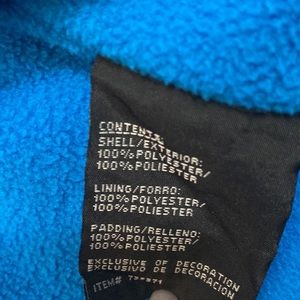 CONTENTS:
SHELL/EXTERIOR:
100% POLYESTER/
100% POLIESTER
LINING/FORRO:
100% POLYESTER/
100% POLIESTER
PADDING/RELLENO:
100% POLYESTER/
100% POLIESTER
EXCLUSIVE OF DECORATION
EXCLUSIVO DE DECORACION
ITEM#